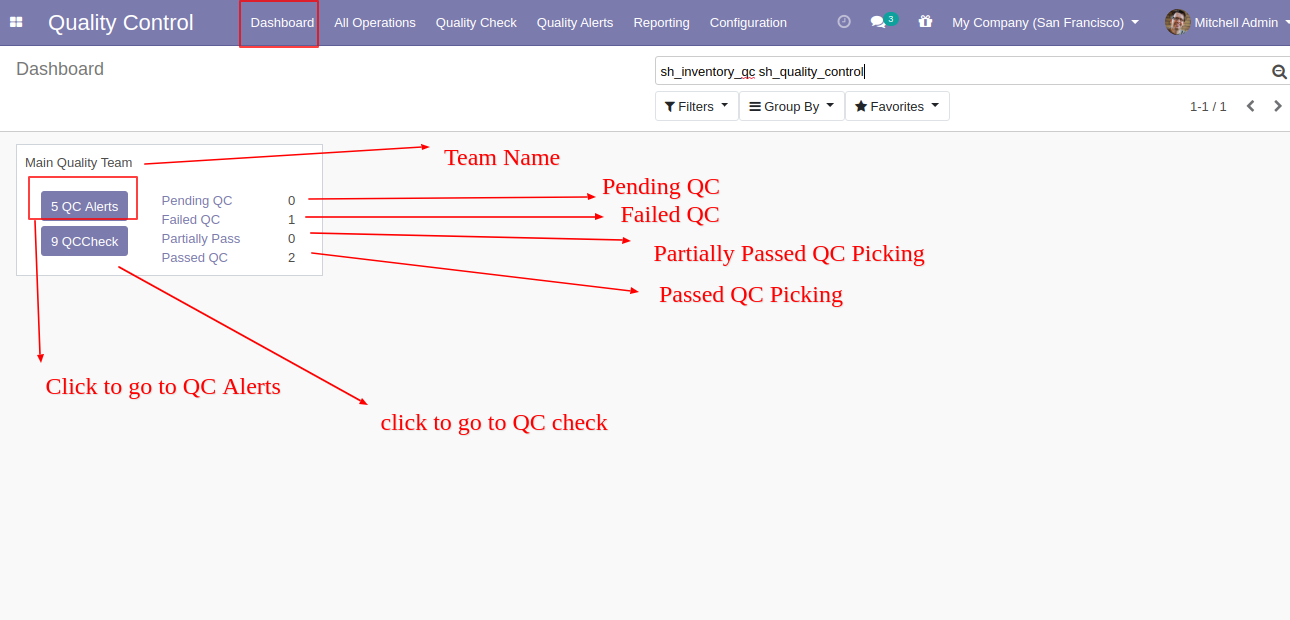 Quality Control Dashboard All Operations Quality Check Quality Alerts Reporting Configuration 3 My Company (San Francisco) Mitchell Admin
Dashboard
sh_inventory_qc sh_quality_control
Filters Group By Favorites 1-1 / 1
Main Quality Team
Team Name
5 QC Alerts
9 QCCheck
Pending QC 0
Failed QC 1
Partially Pass 0
Passed QC 2
Pending QC
Failed QC
Partially Passed QC Picking
Passed QC Picking
Click to go to QC Alerts
click to go to QC check